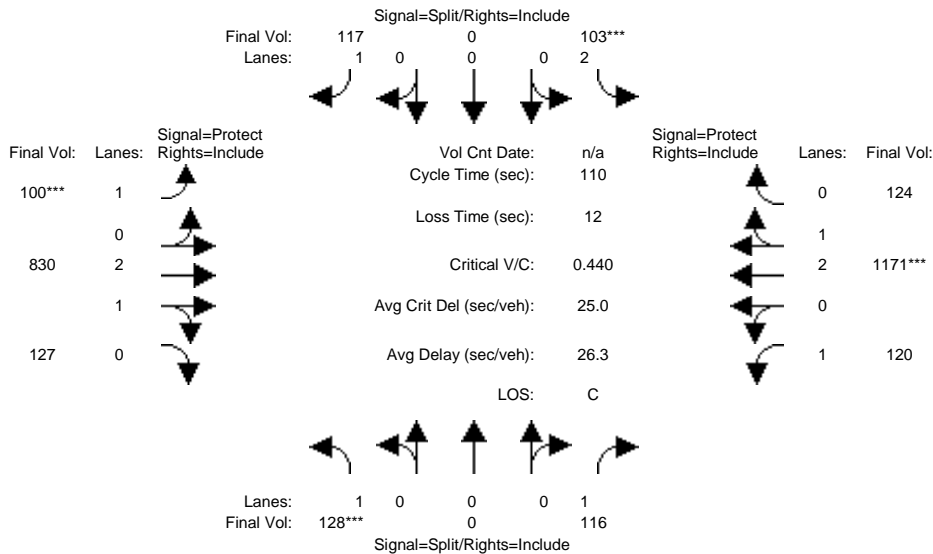 Signal=Split/Rights=Include
Final Vol: 117 0 103***
Lanes: 1 0 0 0 2
Signal=Protect Signal=Protect
Final Vol: Lanes: Rights=Include Vol Cnt Date: n/a Rights=Include Lanes: Final Vol:
Cycle Time (sec): 110
100*** 1 0 124
Loss Time (sec): 12
0 1
830 2 Critical V/C: 0.440 2 1171***
1 Avg Crit Del (sec/veh): 25.0 0
127 0 Avg Delay (sec/veh): 26.3 1 120
LOS: C
Lanes: 1 0 0 0 1
Final Vol: 128*** 0 116
Signal=Split/Rights=Include